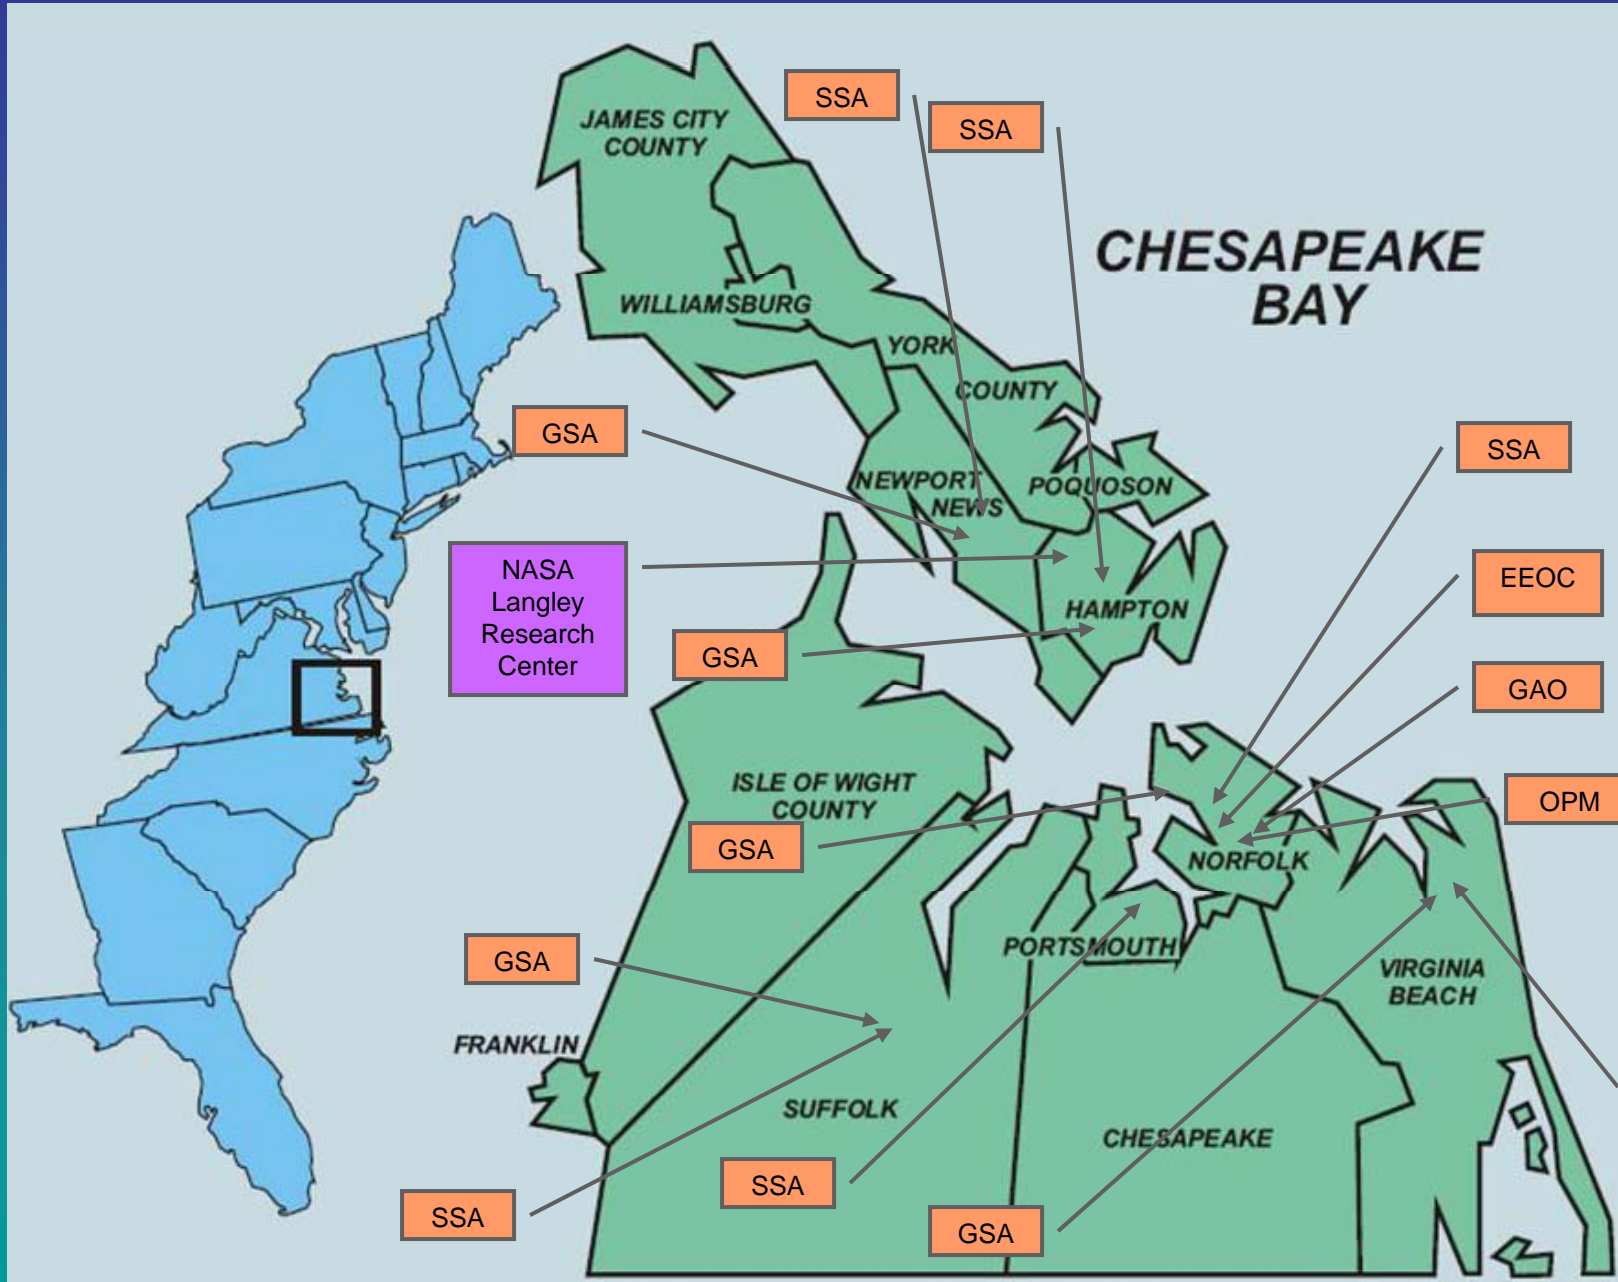 JAMES CITY
COUNTY
SSA
SSA
CHESAPEAKE
BAY
WILLIAMSBURG
YORK
COUNTY
GSA
SSA
NEWPORT
NEWS
POQUOSON
NASA
Langley
Research
Center
EEOC
HAMPTON
GSA
GAO
ISLE OF WIGHT
COUNTY
OPM
GSA
NORFOLK
GSA
PORTSMOUTH
VIRGINIA
BEACH
FRANKLIN
SUFFOLK
CHESAPEAKE
SSA
SSA
GSA